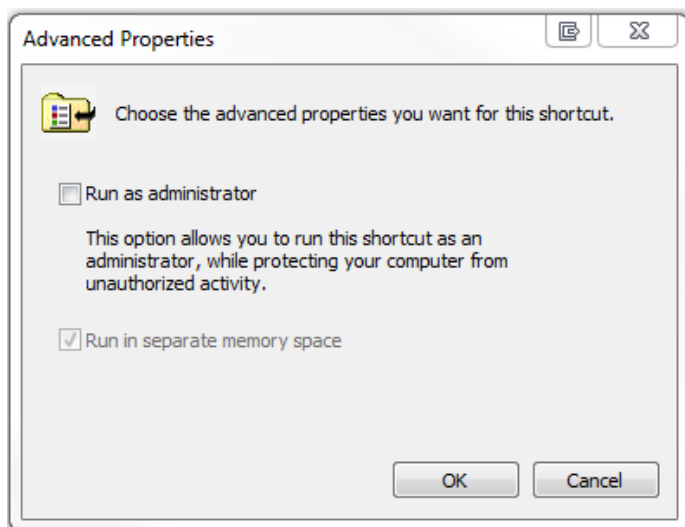 Advanced Properties
Choose the advanced properties you want for this shortcut.
Run as administrator
This option allows you to run this shortcut as an
administrator, while protecting your computer from
unauthorized activity.
Run in separate memory space
OK
Cancel